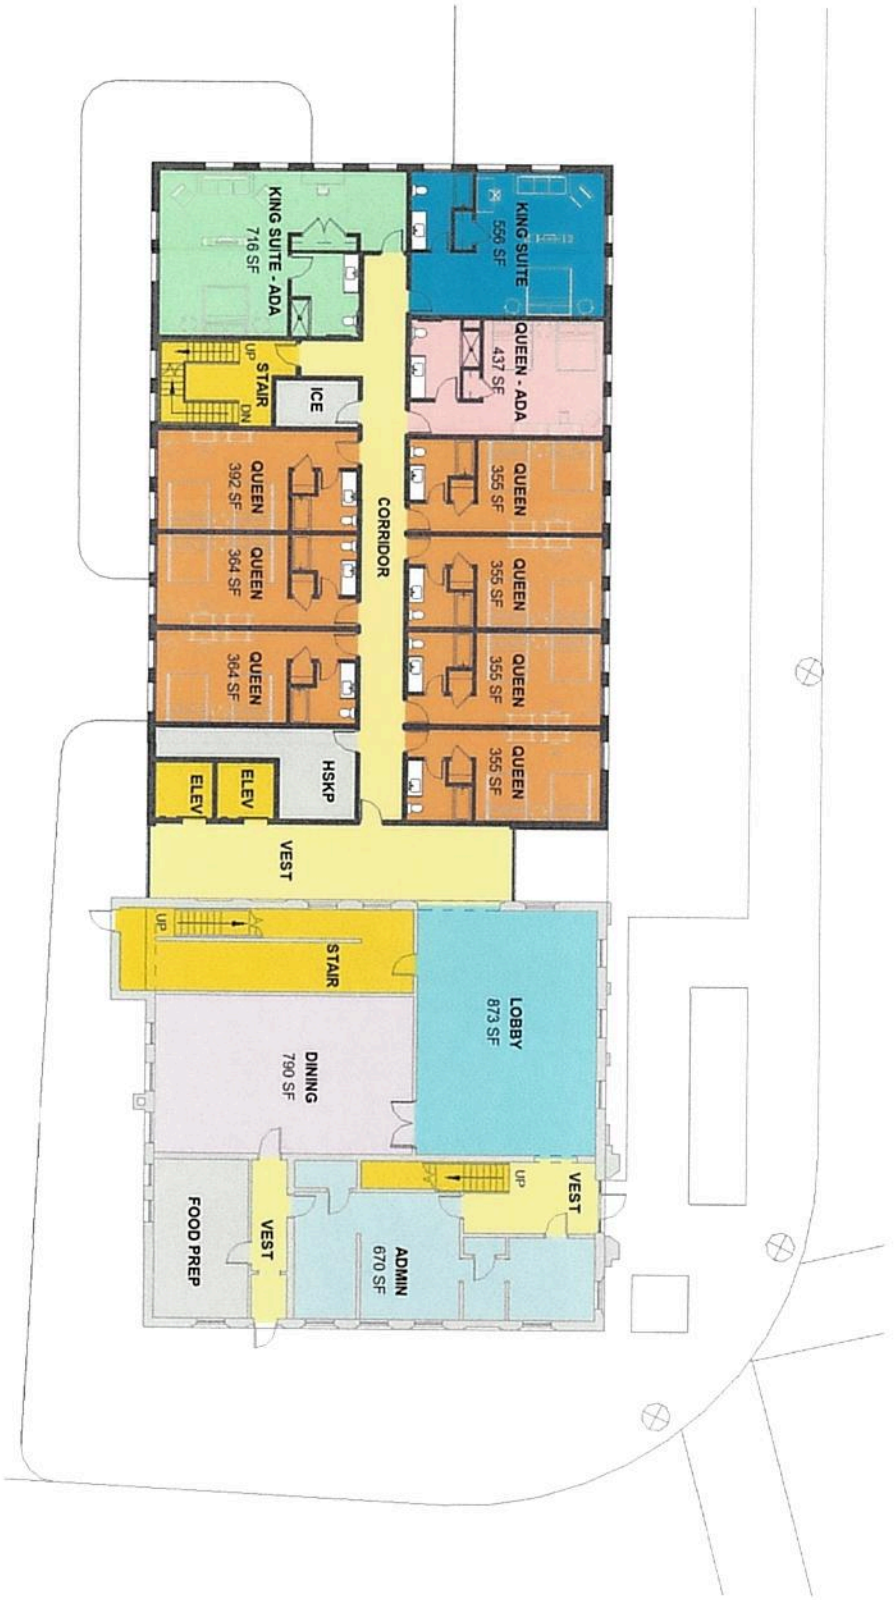 KING SUITE - ADA
716 SF
KING SUITE
556 SF
QUEEN - ADA
437 SF
UP
STAIR
DN
ICE
QUEEN
392 SF
QUEEN
355 SF
CORRIDOR
QUEEN
364 SF
QUEEN
355 SF
QUEEN
364 SF
QUEEN
355 SF
HSKP
ELEV
ELEV
QUEEN
355 SF
VEST
UP
STAIR
LOBBY
873 SF
DINING
790 SF
UP
VEST
FOOD PREP
VEST
ADMIN
670 SF